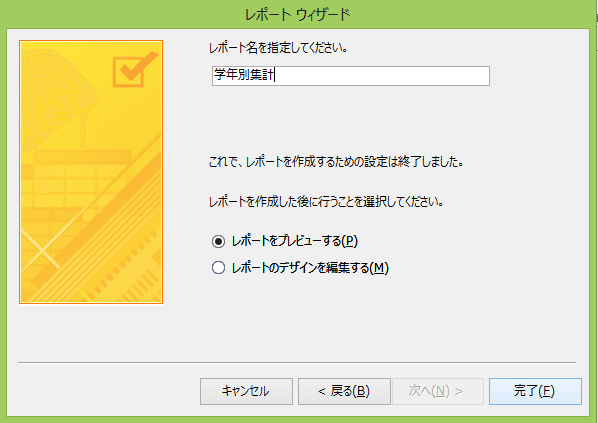 レポート ウィザード
レポート名を指定してください。
学年別集計
これで、レポートを作成するための設定は終了しました。
レポートを作成した後に行うことを選択してください。
レポートをプレビューする(P)
レポートのデザインを編集する(M)
キャンセル
< 戻る(B)
次へ(N) >
完了(F)